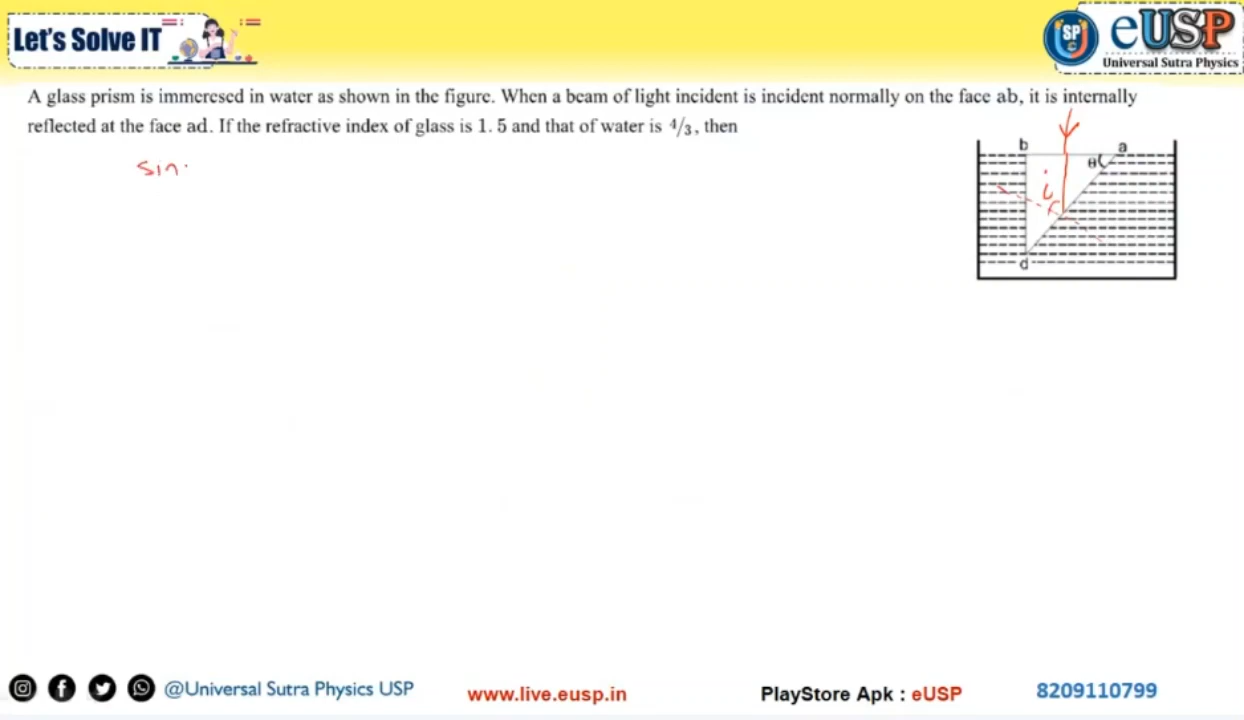 Let's Solve IT
SP
eUSP
Universal Sutra Physics
A glass prism is immeresed in water as shown in the figure. When a beam of light incident is incident normally on the face ab, it is internally
reflected at the face ad. If the refractive index of glass is 1. 5 and that of water is 4/3, then
sin
b
a
θ
i
d
@Universal Sutra Physics USP
www.live.eusp.in
PlayStore Apk : eUSP
8209110799